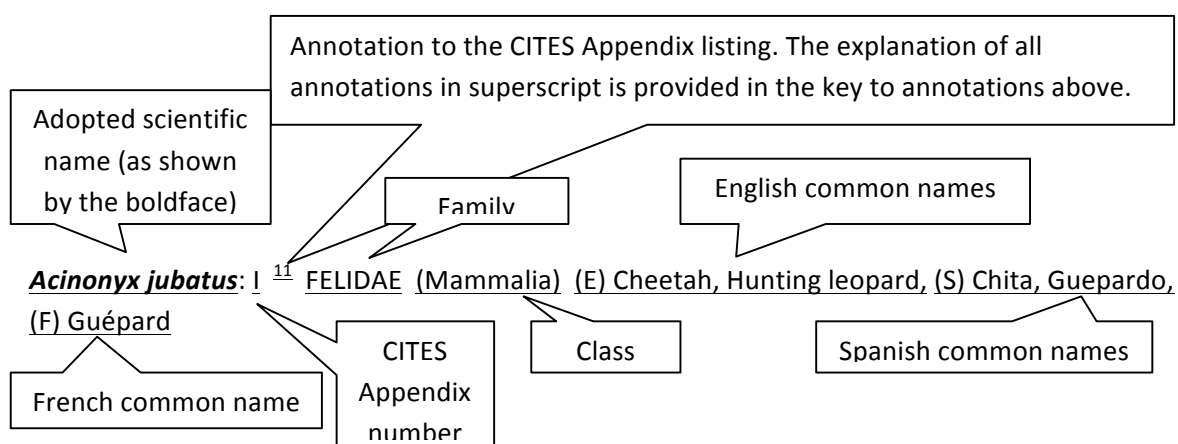 Annotation to the CITES Appendix listing. The explanation of all
annotations in superscript is provided in the key to annotations above.
Adopted scientific
name (as shown
by the boldface)
Family
English common names
Acinonyx jubatus: I 11 FELIDAE (Mammalia) (E) Cheetah, Hunting leopard, (S) Chita, Guepardo,
(F) Guépard
CITES
Appendix
number
Class
Spanish common names
French common name